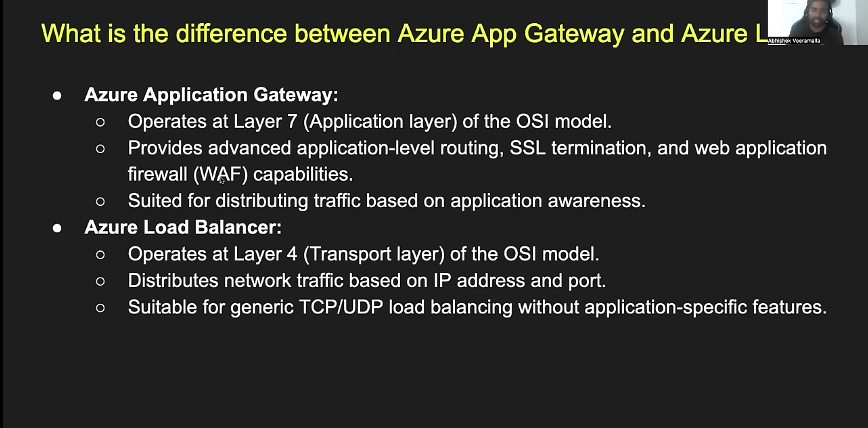 What is the difference between Azure App Gateway and Azure L
Abhishek Veeramalla
● Azure Application Gateway:
○ Operates at Layer 7 (Application layer) of the OSI model.
○ Provides advanced application-level routing, SSL termination, and web application
firewall (WAF) capabilities.
○ Suited for distributing traffic based on application awareness.
● Azure Load Balancer:
○ Operates at Layer 4 (Transport layer) of the OSI model.
○ Distributes network traffic based on IP address and port.
○ Suitable for generic TCP/UDP load balancing without application-specific features.